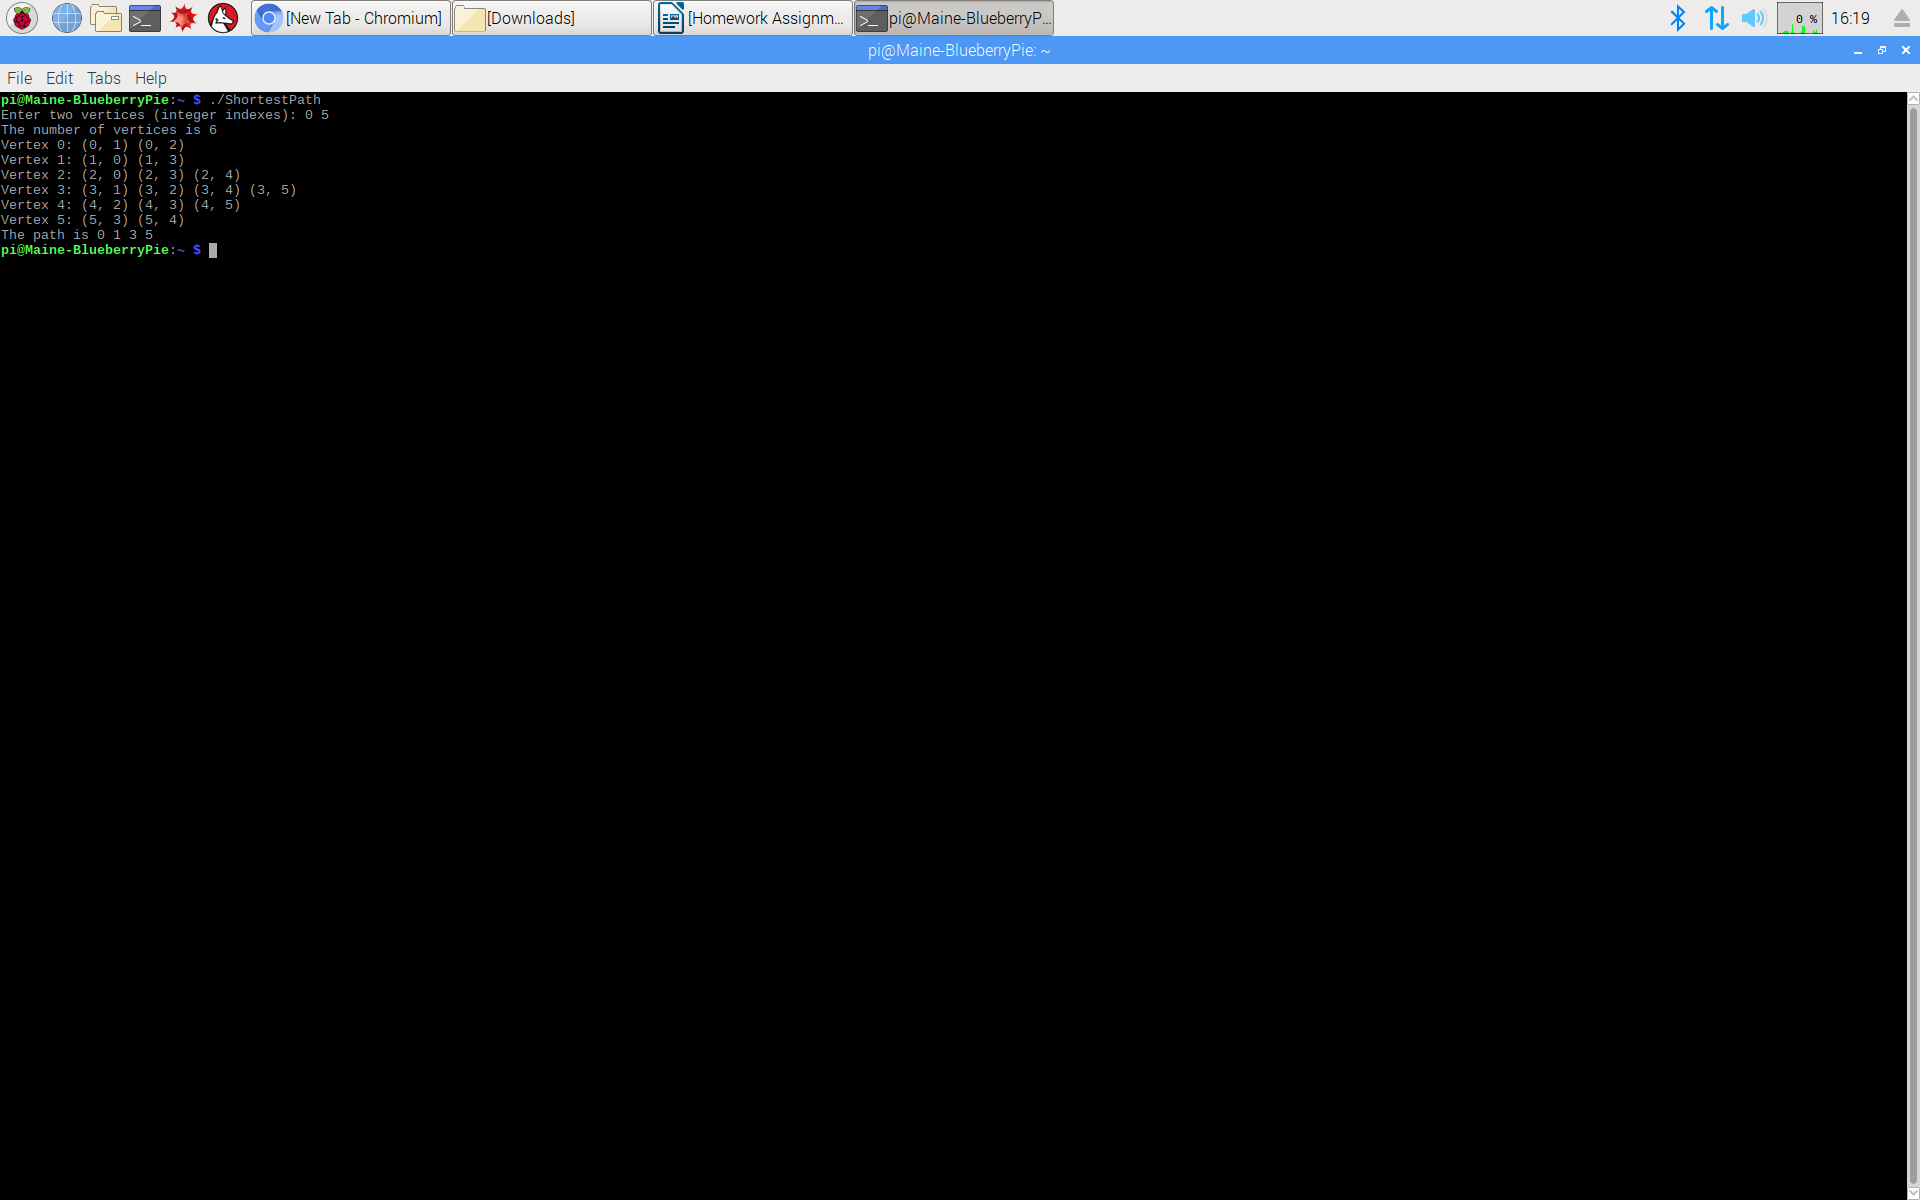 [New Tab - Chromium] [Downloads] [Homework Assignm... pi@Maine-BlueberryP... 0 % 16:19
pi@Maine-BlueberryPie: ~
File Edit Tabs Help
pi@Maine-BlueberryPie:~ $ ./ShortestPath
Enter two vertices (integer indexes): 0 5
The number of vertices is 6
Vertex 0: (0, 1) (0, 2)
Vertex 1: (1, 0) (1, 3)
Vertex 2: (2, 0) (2, 3) (2, 4)
Vertex 3: (3, 1) (3, 2) (3, 4) (3, 5)
Vertex 4: (4, 2) (4, 3) (4, 5)
Vertex 5: (5, 3) (5, 4)
The path is 0 1 3 5
pi@Maine-BlueberryPie:~ $